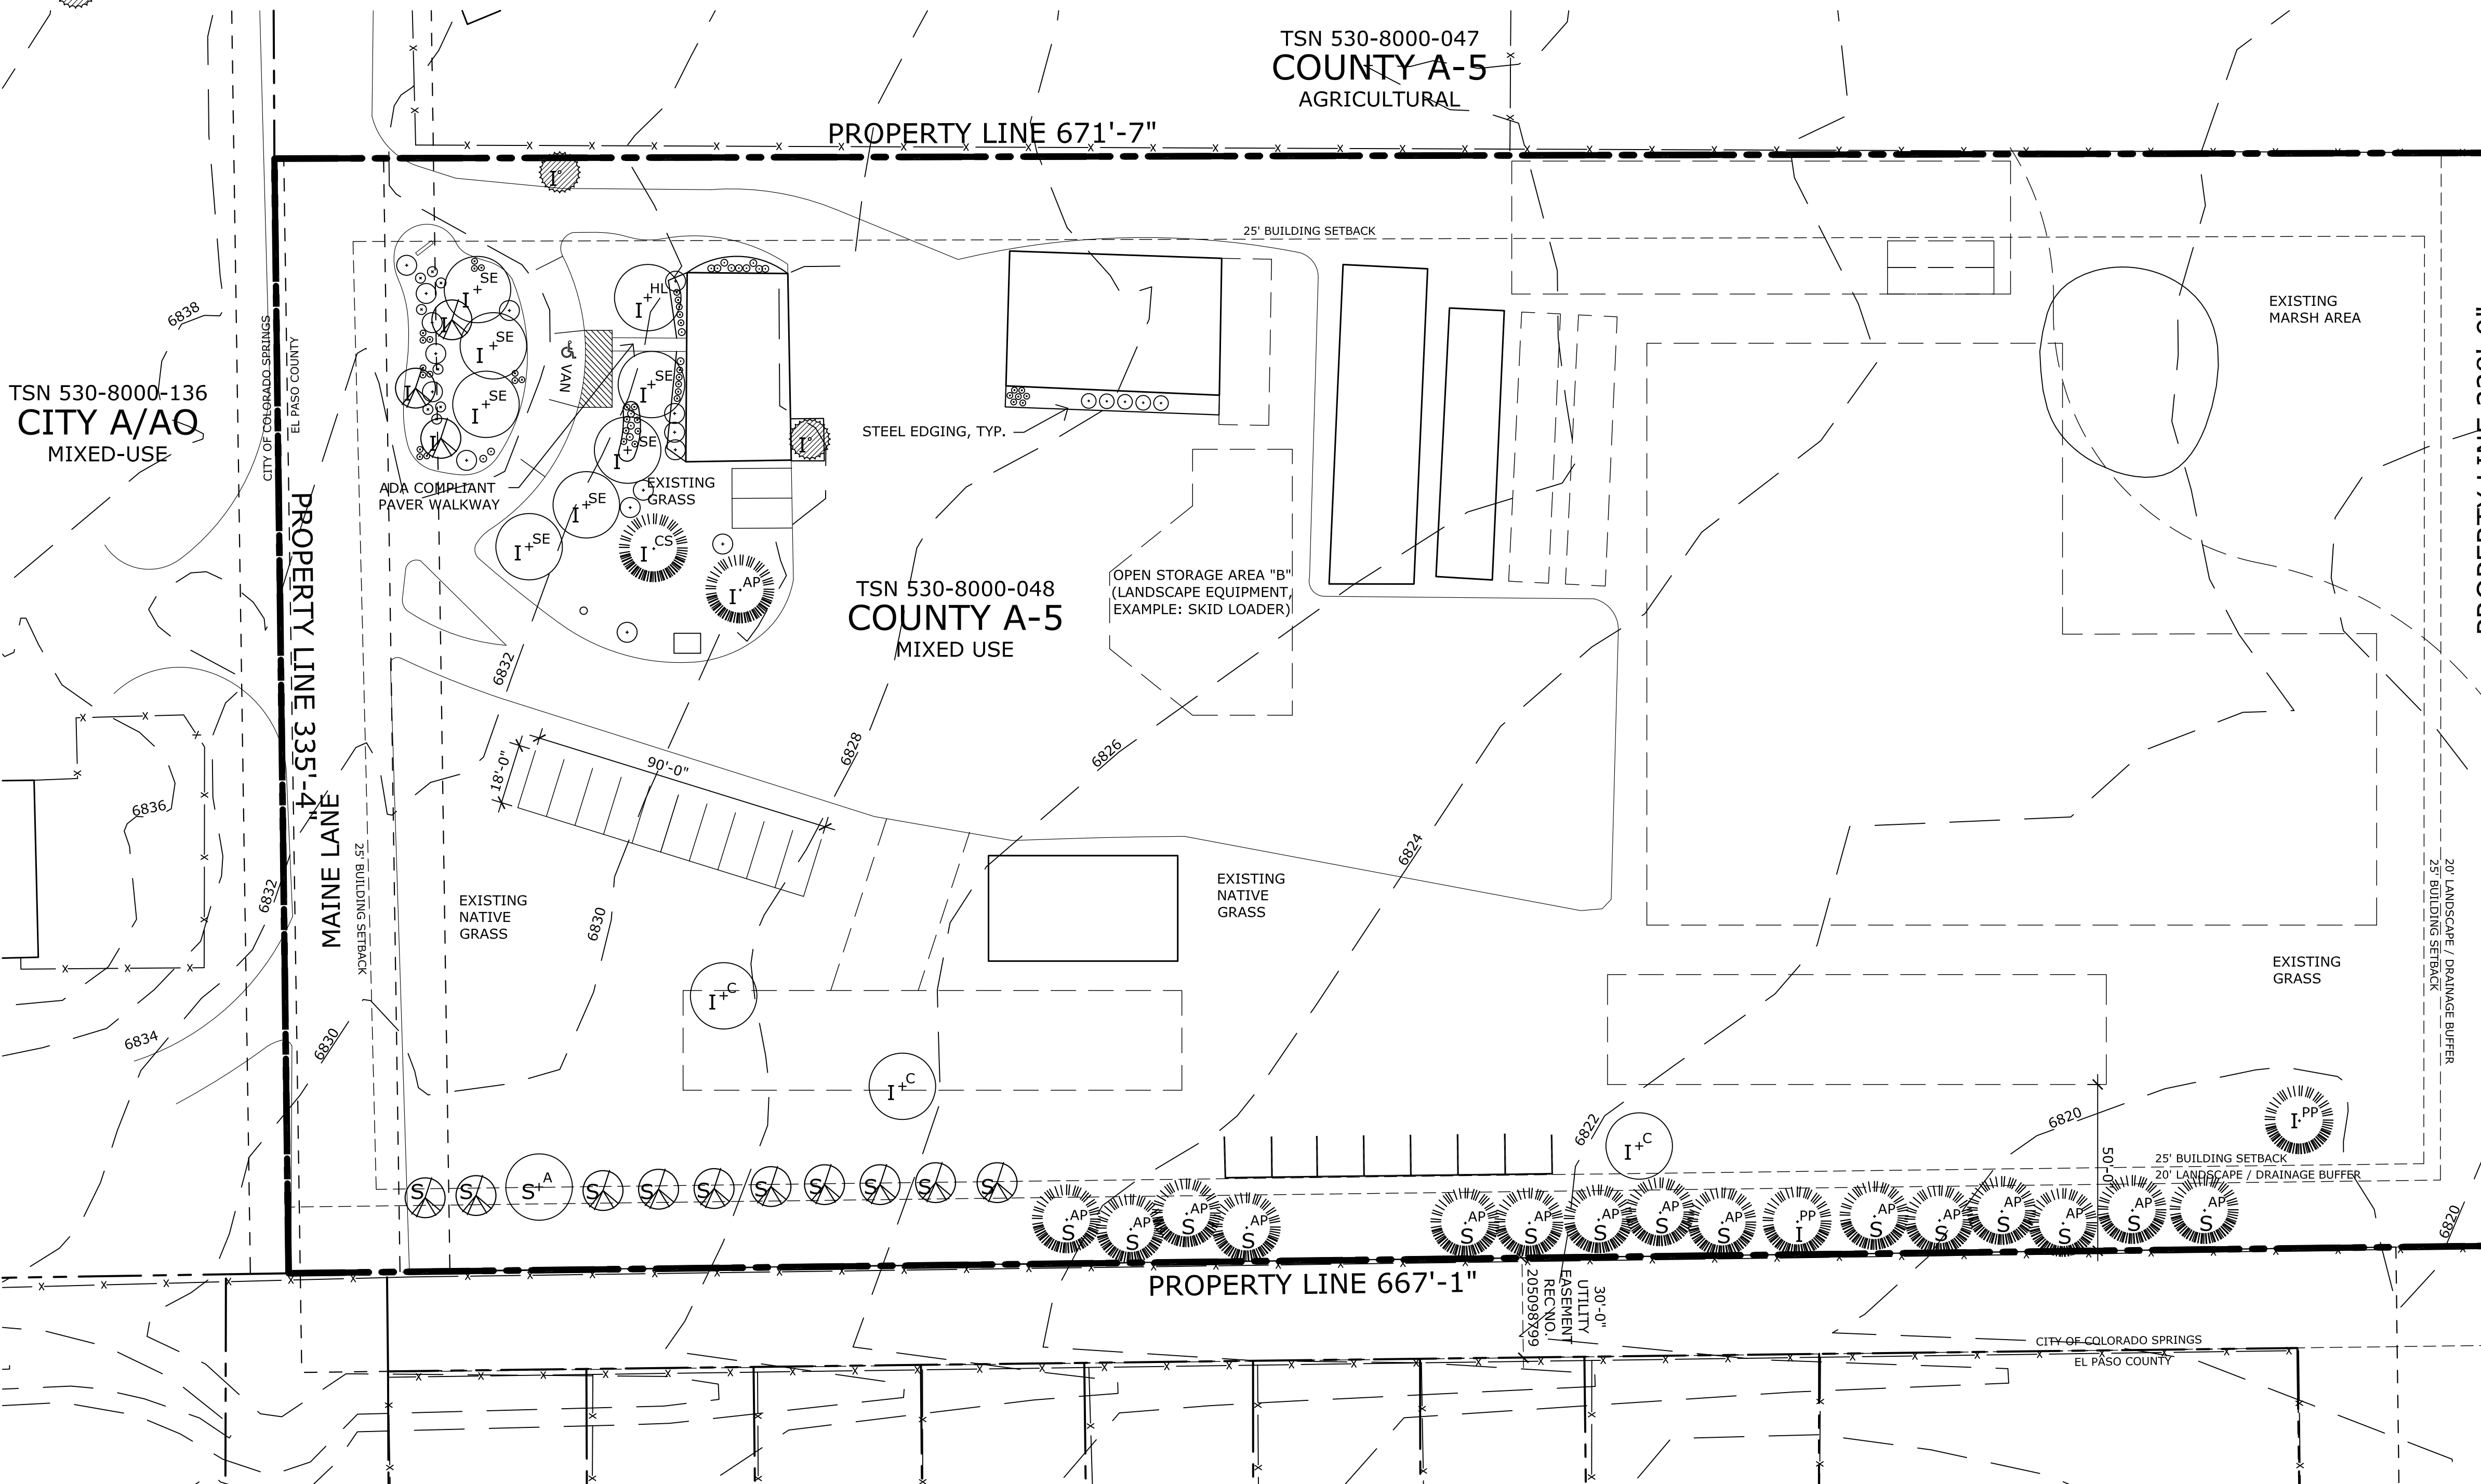 TSN 530-8000-047
COUNTY A-5
AGRICULTURAL
PROPERTY LINE 671'-7"
25' BUILDING SETBACK
6838
CITY OF COLORADO SPRINGS
EL PASO COUNTY
TSN 530-8000-136
CITY A/AO
MIXED-USE
I
SE
I
I
SE
I
I
SE
I
I
HL
I
SE
I
SE
I
SE
I
SE
I
CS
I
AP
I
VAN
EXISTING
MARSH AREA
STEEL EDGING, TYP.
ADA COMPLIANT
PAVER WALKWAY
EXISTING
GRASS
PROPERTY LINE 335'-4"
TSN 530-8000-048
COUNTY A-5
MIXED USE
OPEN STORAGE AREA "B"
(LANDSCAPE EQUIPMENT,
EXAMPLE: SKID LOADER)
6832
6828
6826
6824
18'-0"
90'-0"
6836
MAINE LANE
25' BUILDING SETBACK
6832
6834
6830
6830
EXISTING
NATIVE
GRASS
EXISTING
NATIVE
GRASS
EXISTING
GRASS
20' LANDSCAPE / DRAINAGE BUFFER
25' BUILDING SETBACK
I
C
I
C
I
C
6822
6820
I
PP
50'-0"
25' BUILDING SETBACK
20' LANDSCAPE / DRAINAGE BUFFER
6820
S
S
S
A
S
S
S
S
S
S
S
S
AP
S
AP
S
AP
S
AP
S
AP
S
AP
S
AP
S
AP
S
AP
S
PP
I
AP
S
AP
S
AP
S
AP
S
AP
S
AP
S
PROPERTY LINE 667'-1"
30'-0"
UTILITY
EASEMENT
REC NO.
205098799
CITY OF COLORADO SPRINGS
EL PASO COUNTY